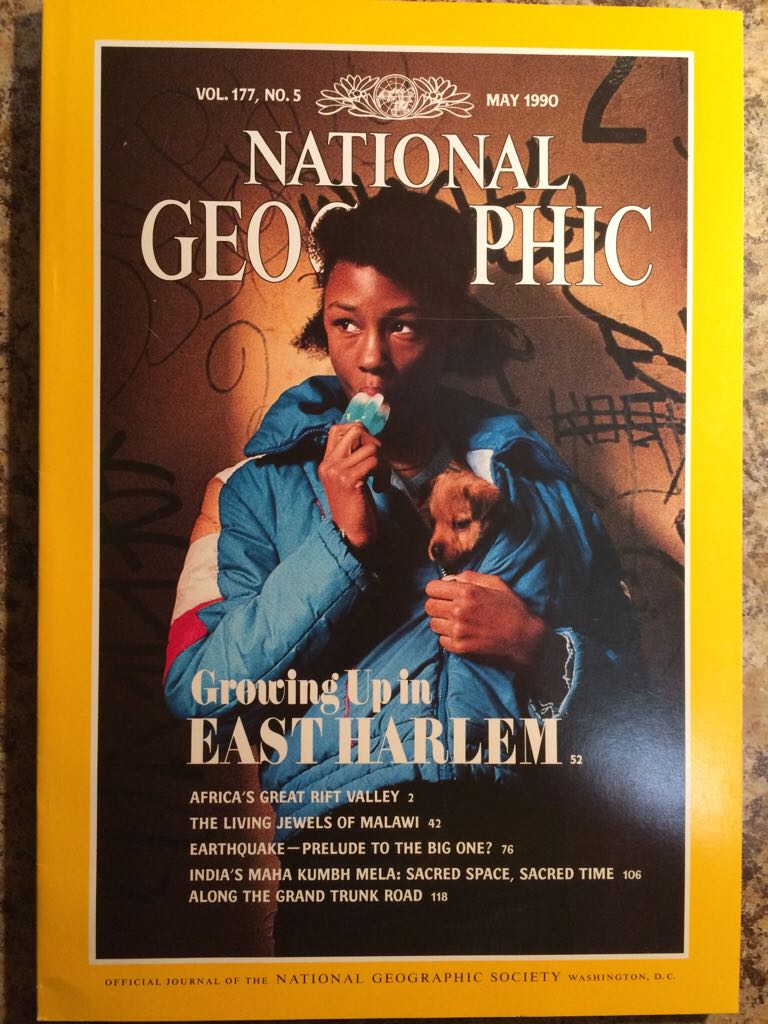 VOL. 177, NO. 5
MAY 1990
NATIONAL
GEO PHIC
Growing Up in
EAST HARLEM 52
AFRICA'S GREAT RIFT VALLEY 2
THE LIVING JEWELS OF MALAWI 42
EARTHQUAKE—PRELUDE TO THE BIG ONE? 76
INDIA'S MAHA KUMBH MELA: SACRED SPACE, SACRED TIME 106
ALONG THE GRAND TRUNK ROAD 118
OFFICIAL JOURNAL OF THE NATIONAL GEOGRAPHIC SOCIETY WASHINGTON, D.C.